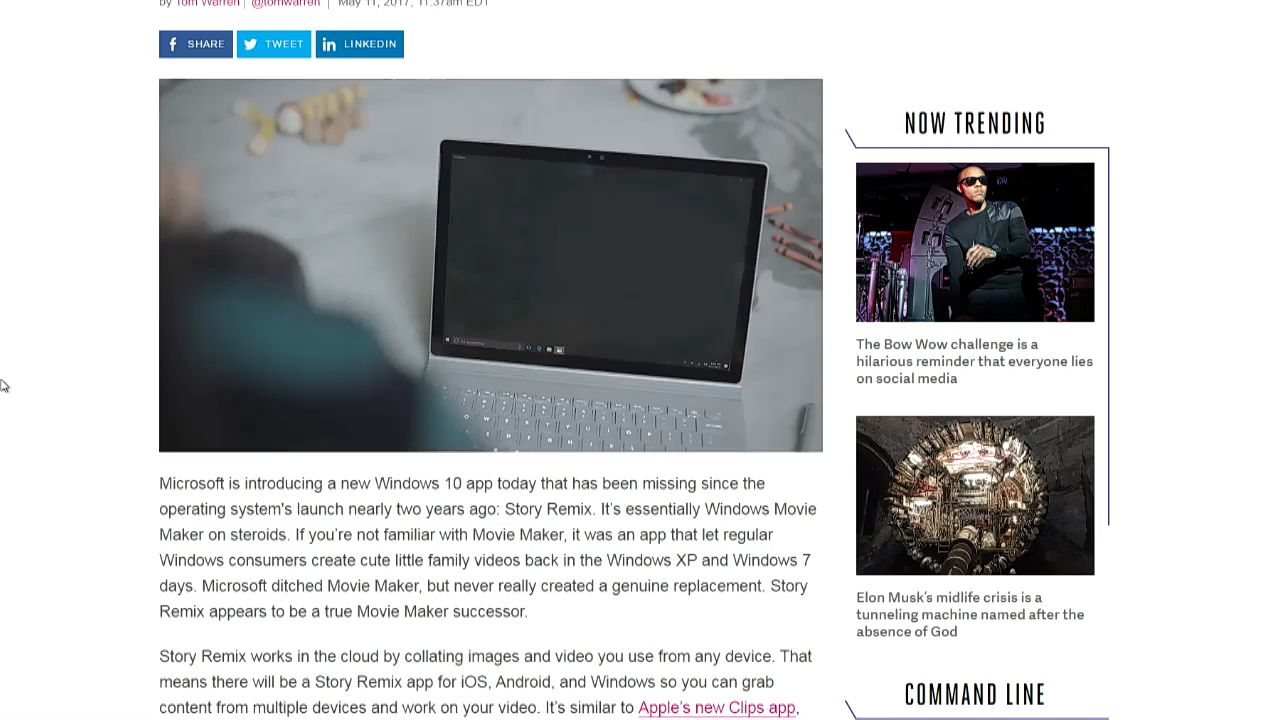 by Tom Warren | @tomwarren | May 11, 2017, 11:37am EDT
SHARE
TWEET
LINKEDIN
Microsoft is introducing a new Windows 10 app today that has been missing since the
operating system's launch nearly two years ago: Story Remix. It's essentially Windows Movie
Maker on steroids. If you're not familiar with Movie Maker, it was an app that let regular
Windows consumers create cute little family videos back in the Windows XP and Windows 7
days. Microsoft ditched Movie Maker, but never really created a genuine replacement. Story
Remix appears to be a true Movie Maker successor.
Story Remix works in the cloud by collating images and video you use from any device. That
means there will be a Story Remix app for iOS, Android, and Windows so you can grab
content from multiple devices and work on your video. It's similar to Apple's new Clips app,
NOW TRENDING
The Bow Wow challenge is a
hilarious reminder that everyone lies
on social media
Elon Musk's midlife crisis is a
tunneling machine named after the
absence of God
COMMAND LINE